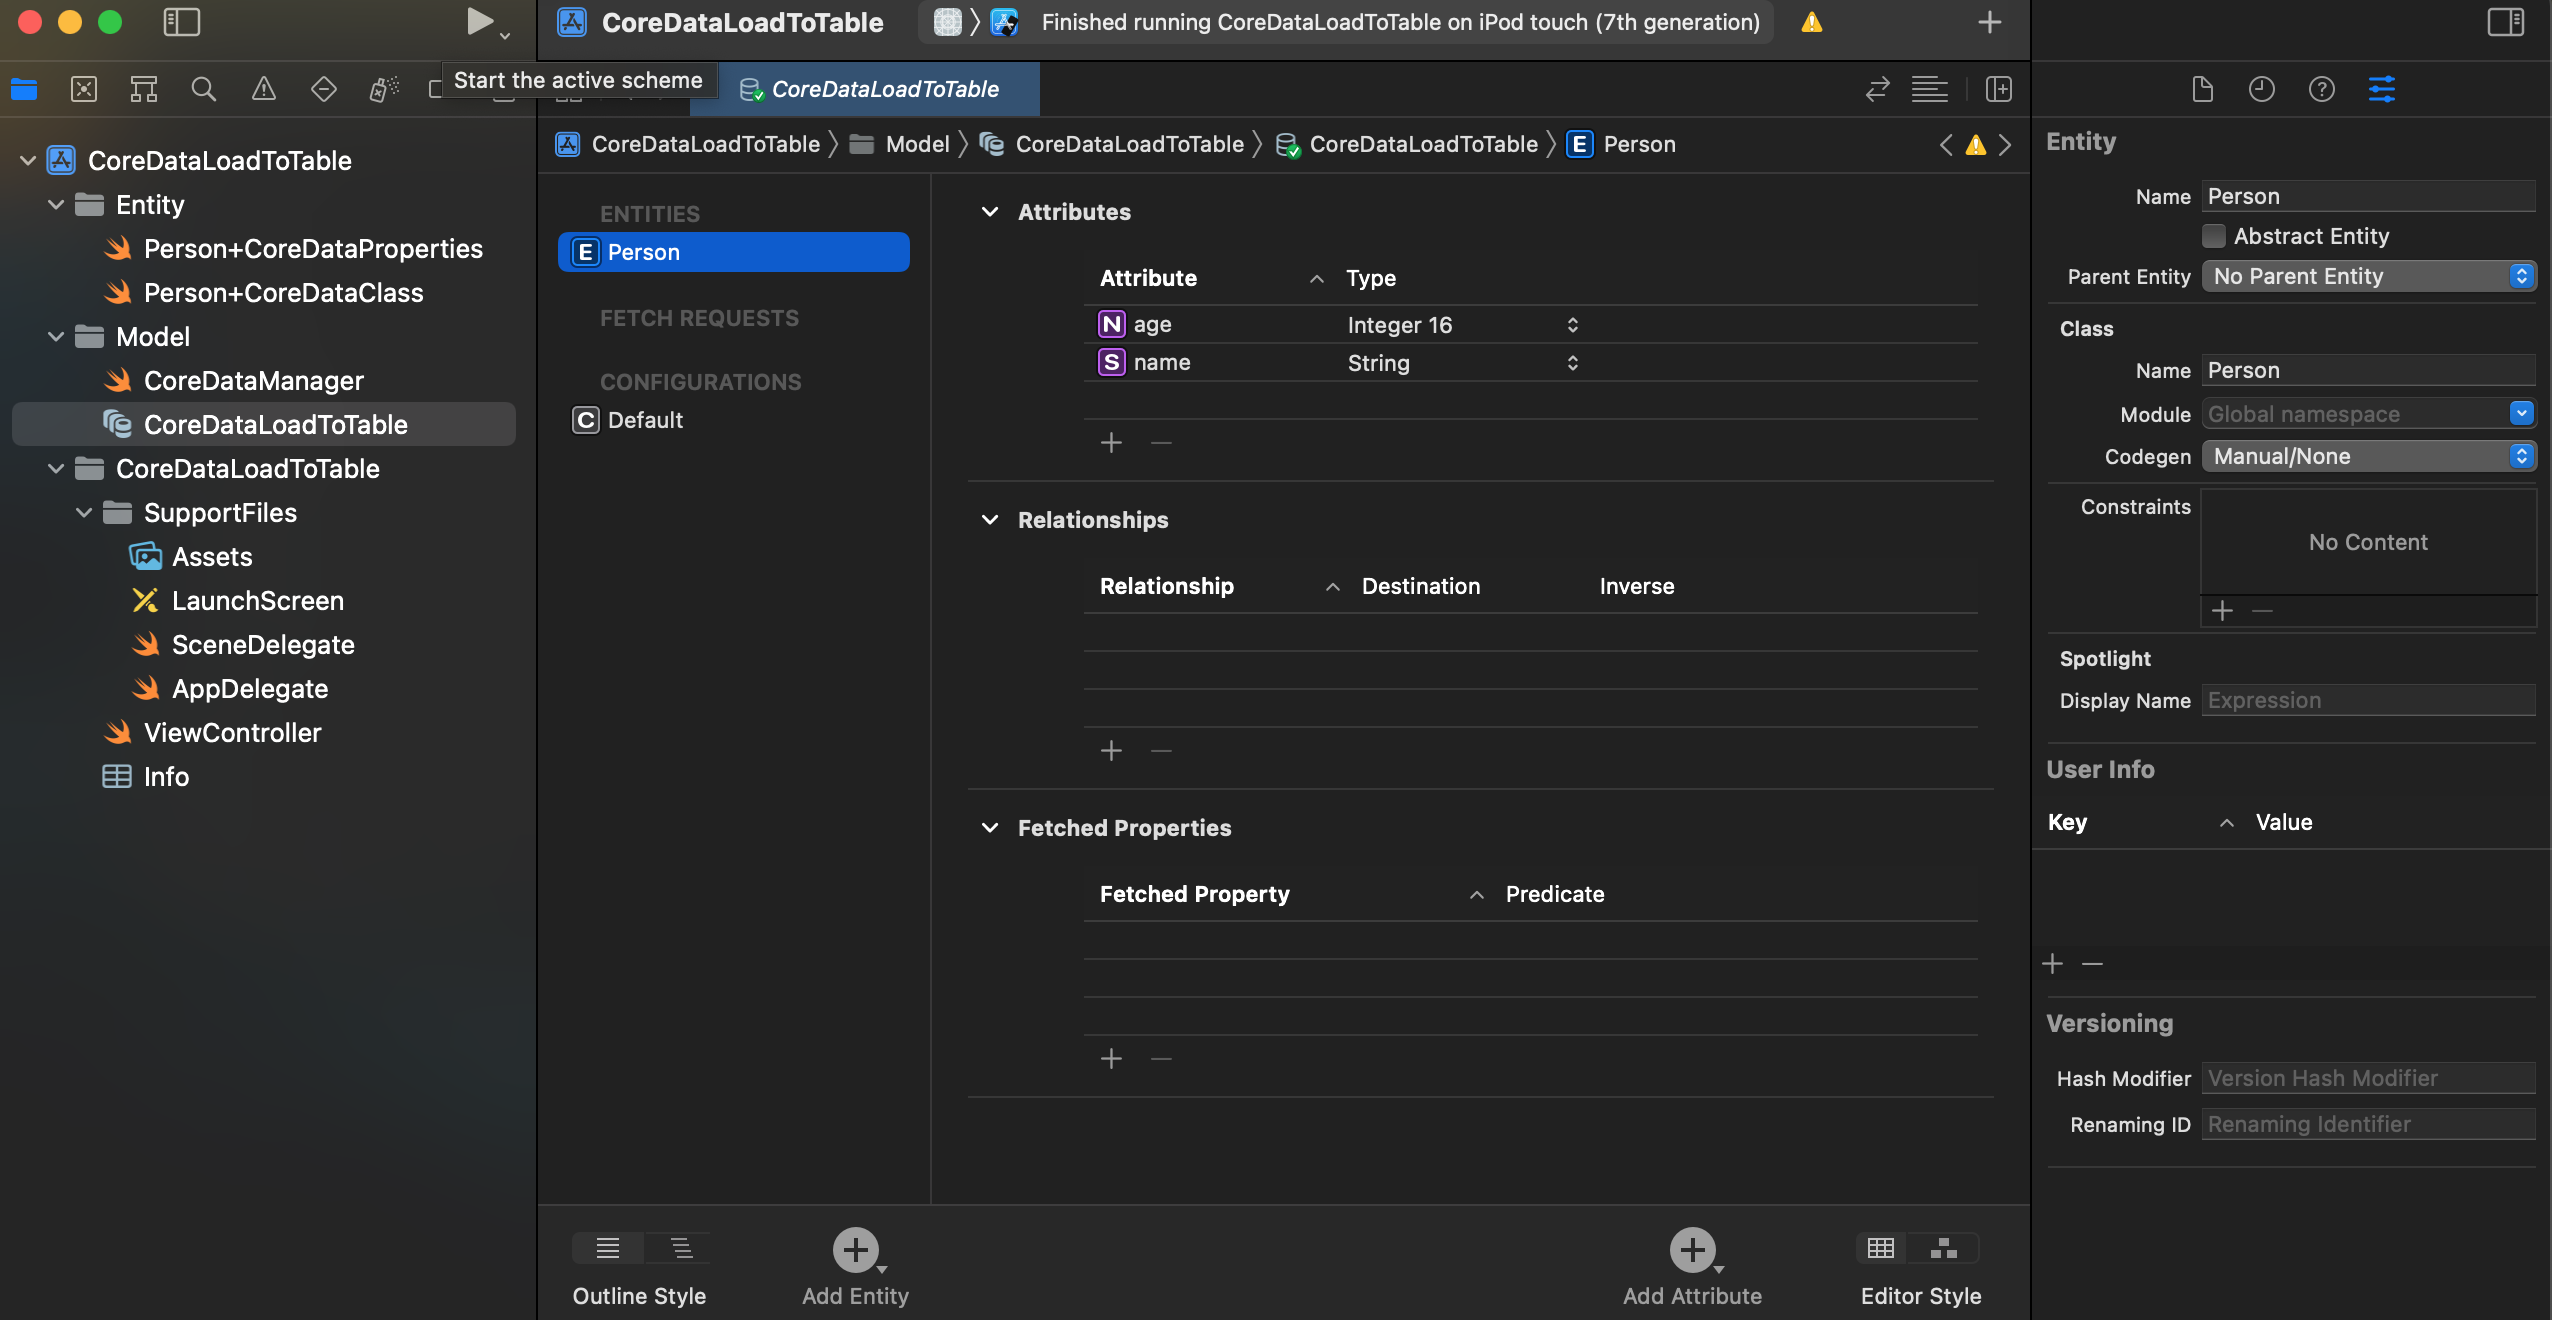 CoreDataLoadToTable
Finished running CoreDataLoadToTable on iPod touch (7th generation)
Start the active scheme
CoreDataLoadToTable
CoreDataLoadToTable
Entity
Person+CoreDataProperties
Person+CoreDataClass
Model
CoreDataManager
CoreDataLoadToTable
CoreDataLoadToTable
SupportFiles
Assets
LaunchScreen
SceneDelegate
AppDelegate
ViewController
Info
CoreDataLoadToTable Model CoreDataLoadToTable CoreDataLoadToTable E Person
ENTITIES
E Person
FETCH REQUESTS
CONFIGURATIONS
C Default
Attributes
Attribute Type
N age Integer 16
S name String
Relationships
Relationship Destination Inverse
Fetched Properties
Fetched Property Predicate
Outline Style
Add Entity
Add Attribute
Editor Style
Entity
Name Person
Abstract Entity
Parent Entity No Parent Entity
Class
Name Person
Module Global namespace
Codegen Manual/None
Constraints
No Content
Spotlight
Display Name Expression
User Info
Key Value
Versioning
Hash Modifier Version Hash Modifier
Renaming ID Renaming Identifier